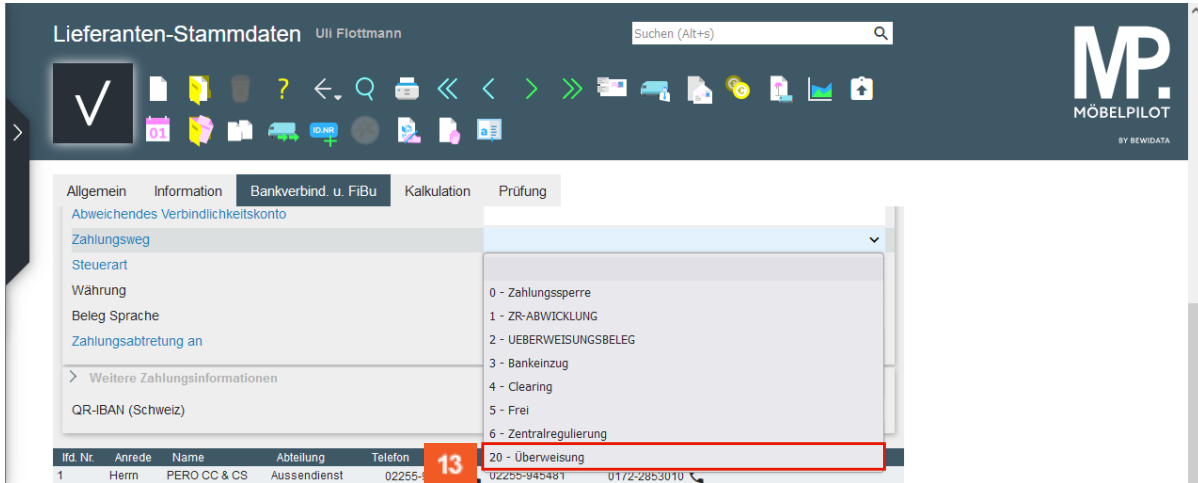 Lieferanten-Stammdaten Uli Flottmann
Suchen (Alt+s)
MP.
MÖBELPILOT
BY BEWIDATA
01
ID.NR
Allgemein Information Bankverbind. u. FiBu Kalkulation Prüfung
Abweichendes Verbindlichkeitskonto
Zahlungsweg
Steuerart
Währung
Beleg Sprache
Zahlungsabtretung an
0 - Zahlungssperre
1 - ZR-ABWICKLUNG
2 - UEBERWEISUNGSBELEG
3 - Bankeinzug
4 - Clearing
5 - Frei
6 - Zentralregulierung
20 - Überweisung
Weitere Zahlungsinformationen
QR-IBAN (Schweiz)
lfd. Nr. Anrede Name Abteilung Telefon
13
1 Herrn PERO CC & CS Aussendienst 02255- 02255-945481 0172-2853010